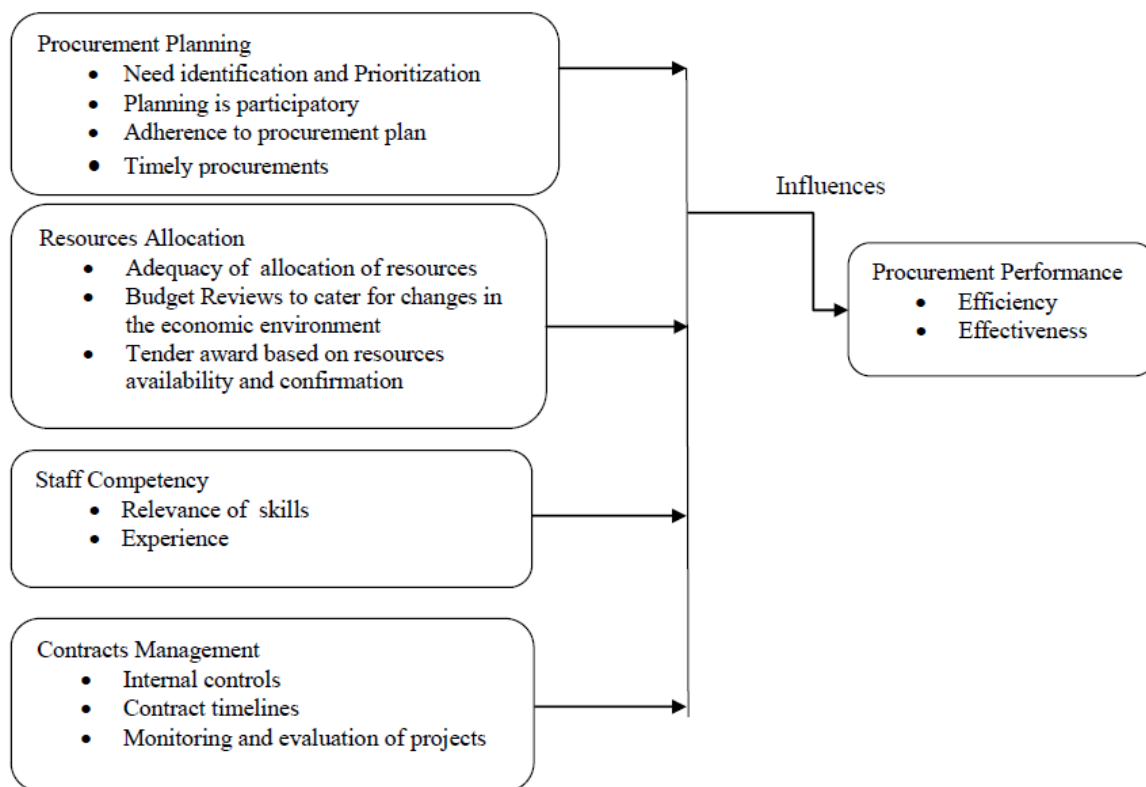 Procurement Planning
• Need identification and Prioritization
• Planning is participatory
• Adherence to procurement plan
• Timely procurements
Resources Allocation
• Adequacy of allocation of resources
• Budget Reviews to cater for changes in
the economic environment
• Tender award based on resources
availability and confirmation
Staff Competency
• Relevance of skills
• Experience
Contracts Management
• Internal controls
• Contract timelines
• Monitoring and evaluation of projects
Influences
Procurement Performance
• Efficiency
• Effectiveness